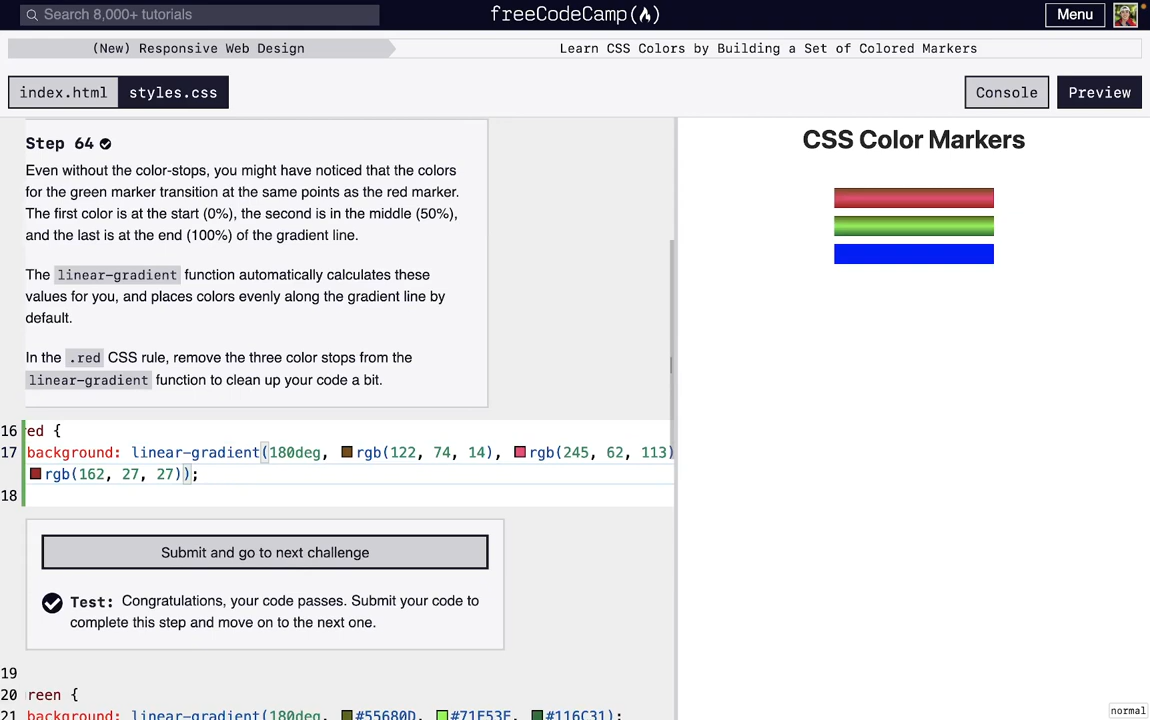 Search 8,000+ tutorials
freeCodeCamp
Menu
(New) Responsive Web Design
Learn CSS Colors by Building a Set of Colored Markers
index.html
styles.css
Console
Preview
Step 64
Even without the color-stops, you might have noticed that the colors
for the green marker transition at the same points as the red marker.
The first color is at the start (0%), the second is in the middle (50%),
and the last is at the end (100%) of the gradient line.
The linear-gradient function automatically calculates these
values for you, and places colors evenly along the gradient line by
default.
In the .red CSS rule, remove the three color stops from the
linear-gradient function to clean up your code a bit.
16 ed {
17 background: linear-gradient(180deg, rgb(122, 74, 14), rgb(245, 62, 113)
rgb(162, 27, 27));
18
Submit and go to next challenge
Test: Congratulations, your code passes. Submit your code to
complete this step and move on to the next one.
19
20 reen {
21 background: linear-gradient(180deg, #55680D, #71F53E, #116C31);
CSS Color Markers
normal